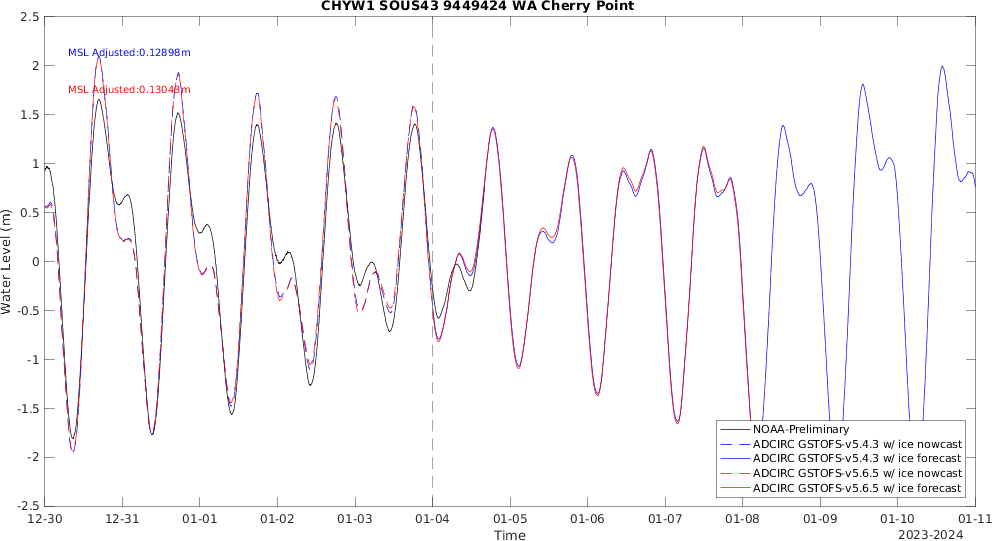 CHYW1 SOUS43 9449424 WA Cherry Point
2.5
2
1.5
1
0.5
0
-0.5
-1
-1.5
-2
-2.5
Water Level (m)
MSL Adjusted:0.12898m
MSL Adjusted:0.13043m
NOAA-Preliminary
ADCIRC GSTOFS-v5.4.3 w/ ice nowcast
ADCIRC GSTOFS-v5.4.3 w/ ice forecast
ADCIRC GSTOFS-v5.6.5 w/ ice nowcast
ADCIRC GSTOFS-v5.6.5 w/ ice forecast
12-30 12-31 01-01 01-02 01-03 01-04 01-05 01-06 01-07 01-08 01-09 01-10 01-11
Time
2023-2024